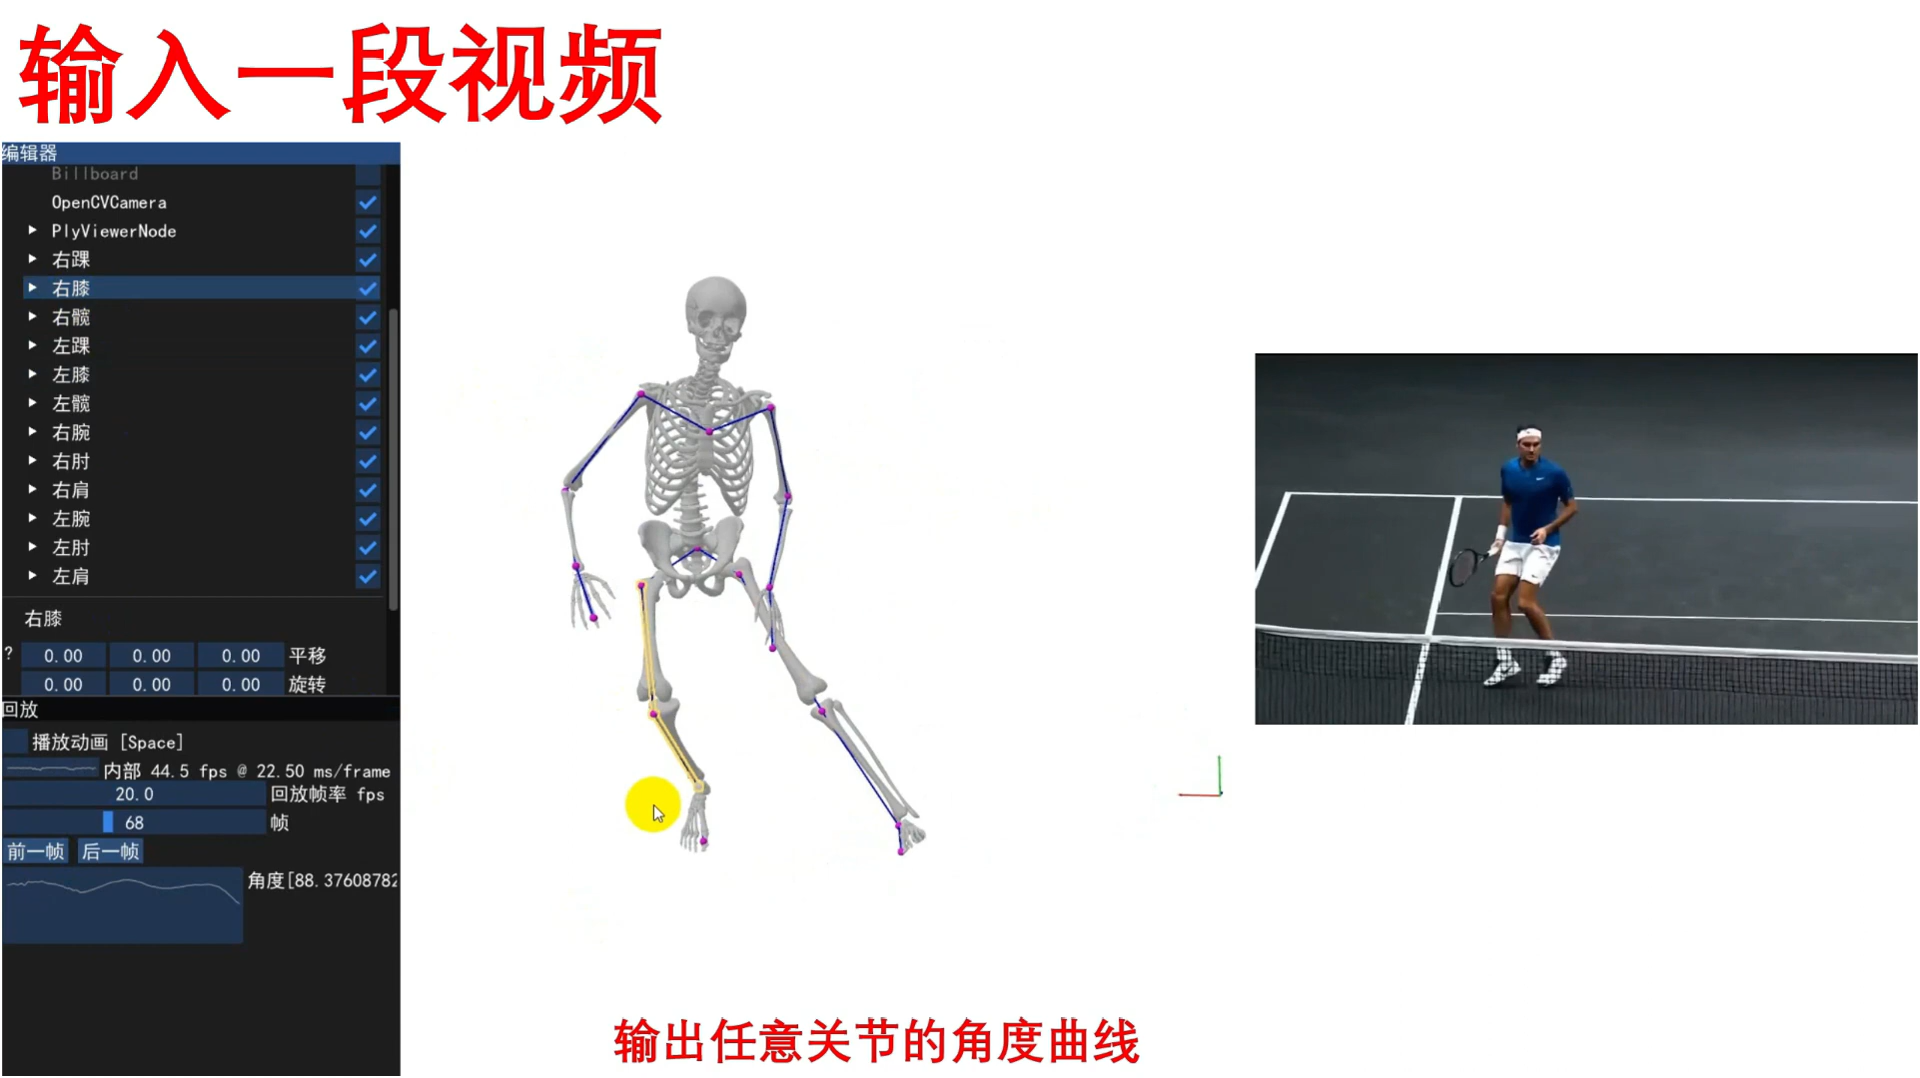 输入一段视频
编辑器
Billboard
OpenCVCamera
PlyViewerNode
右踝
右膝
右髋
左踝
左膝
左髋
右腕
右肘
右肩
左腕
左肘
左肩
右膝
? 0.00 0.00 0.00 平移
0.00 0.00 0.00 旋转
回放
播放动画 [Space]
内部 44.5 fps @ 22.50 ms/frame
20.0 回放帧率 fps
68 帧
前一帧 后一帧
角度[88.37608782
输出任意关节的角度曲线